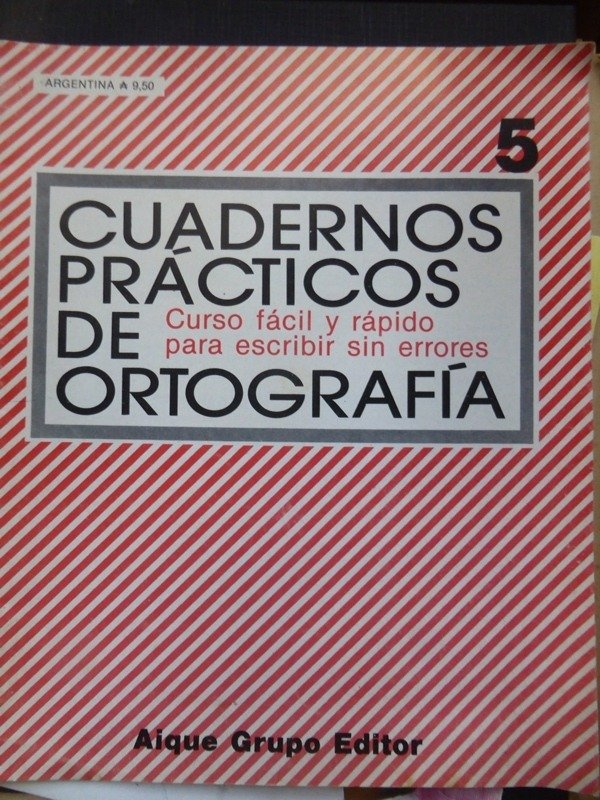 ARGENTINA ₳ 9,50
5
CUADERNOS
PRÁCTICOS
DE
Curso fácil y rápido
para escribir sin errores
ORTOGRAFÍA
Aique Grupo Editor